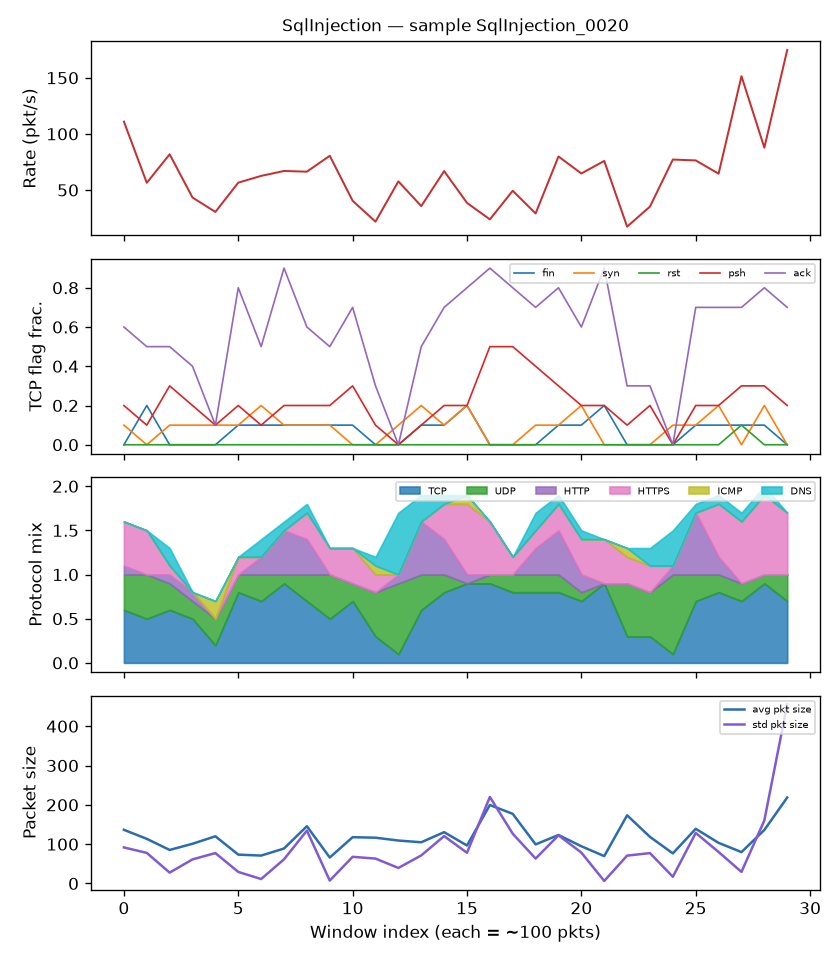 SqlInjection — sample SqlInjection_0020
Rate (pkt/s)
150
100
50
TCP flag frac.
0.8
0.6
0.4
0.2
0.0
fin syn rst psh ack
Protocol mix
2.0
1.5
1.0
0.5
0.0
TCP UDP HTTP HTTPS ICMP DNS
Packet size
400
300
200
100
0
avg pkt size
std pkt size
0 5 10 15 20 25 30
Window index (each = ~100 pkts)